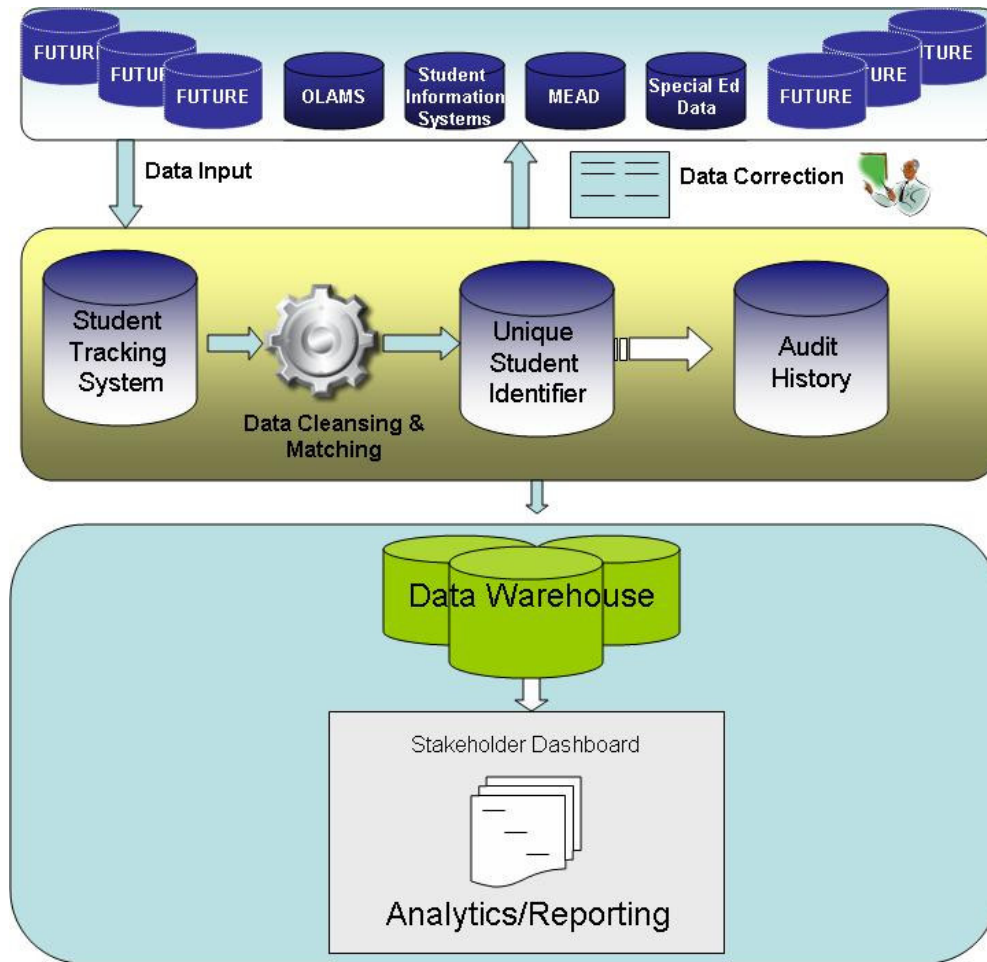 FUTURE
FUTURE
FUTURE
OLAMS
Student
Information
Systems
MEAD
Special Ed
Data
FUTURE
FUTURE
FUTURE
Data Input
Data Correction
Student
Tracking
System
Data Cleansing &
Matching
Unique
Student
Identifier
Audit
History
Data Warehouse
Stakeholder Dashboard
Analytics/Reporting